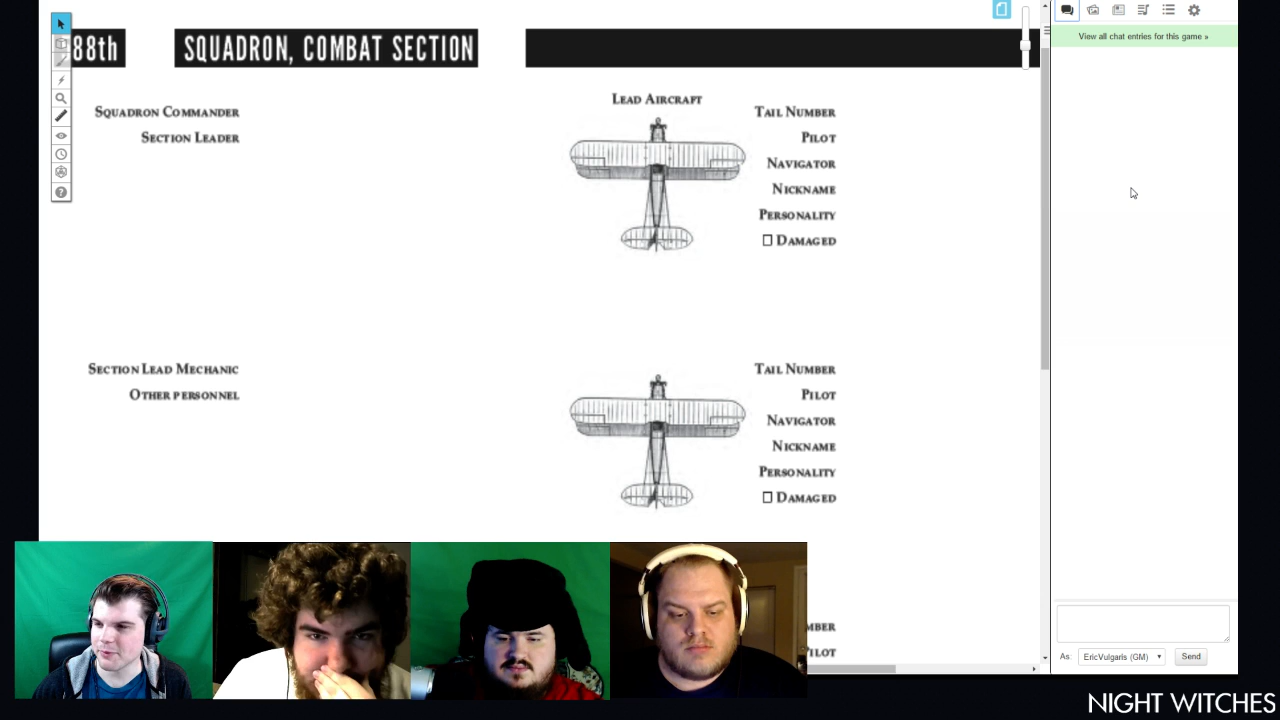 88th SQUADRON, COMBAT SECTION
View all chat entries for this game »
SQUADRON COMMANDER
SECTION LEADER
LEAD AIRCRAFT
TAIL NUMBER
PILOT
NAVIGATOR
NICKNAME
PERSONALITY
DAMAGED
SECTION LEAD MECHANIC
OTHER PERSONNEL
TAIL NUMBER
PILOT
NAVIGATOR
NICKNAME
PERSONALITY
DAMAGED
As: EricVulgaris (GM) Send
NIGHT WITCHES